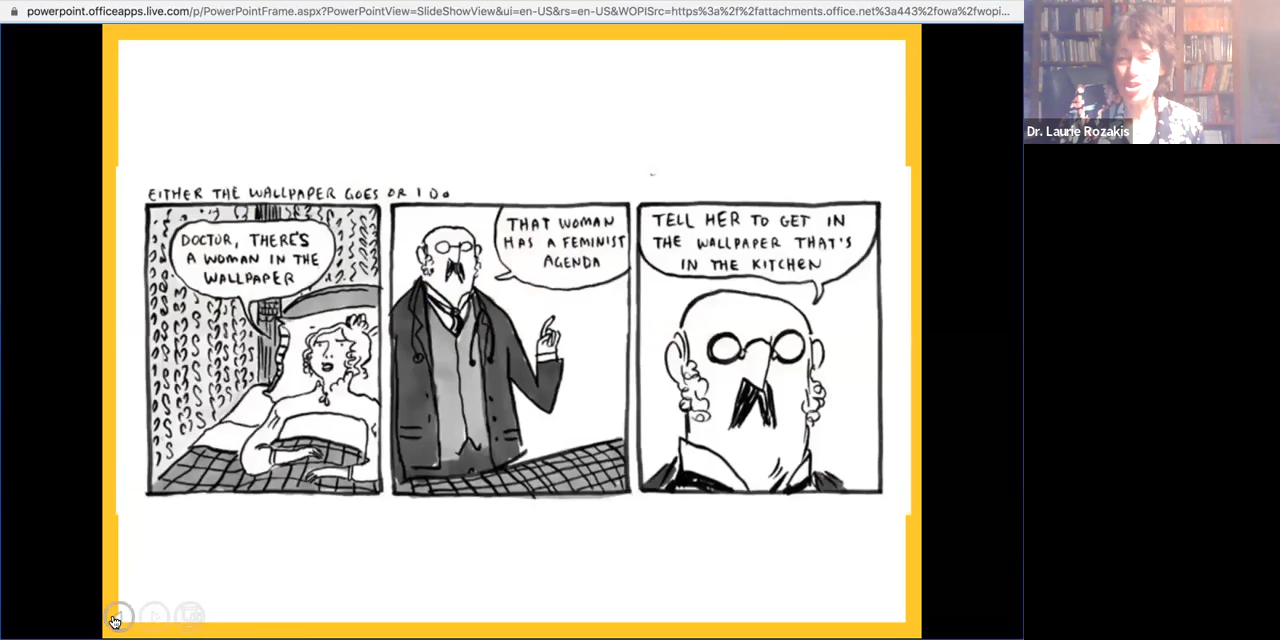 powerpoint.officeapps.live.com/p/PowerPointFrame.aspx?PowerPointView=SlideShowView&ui=en-US&rs=en-US&WOPISrc=https%3a%2f%2fattachments.office.net%3a443%2fowa%2fwopi...
Dr. Laurie Rozakis
EITHER THE WALLPAPER GOES OR I DO
DOCTOR, THERE'S
A WOMAN IN THE
WALLPAPER
THAT WOMAN
HAS A FEMINIST
AGENDA
TELL HER TO GET IN
THE WALLPAPER THAT'S
IN THE KITCHEN